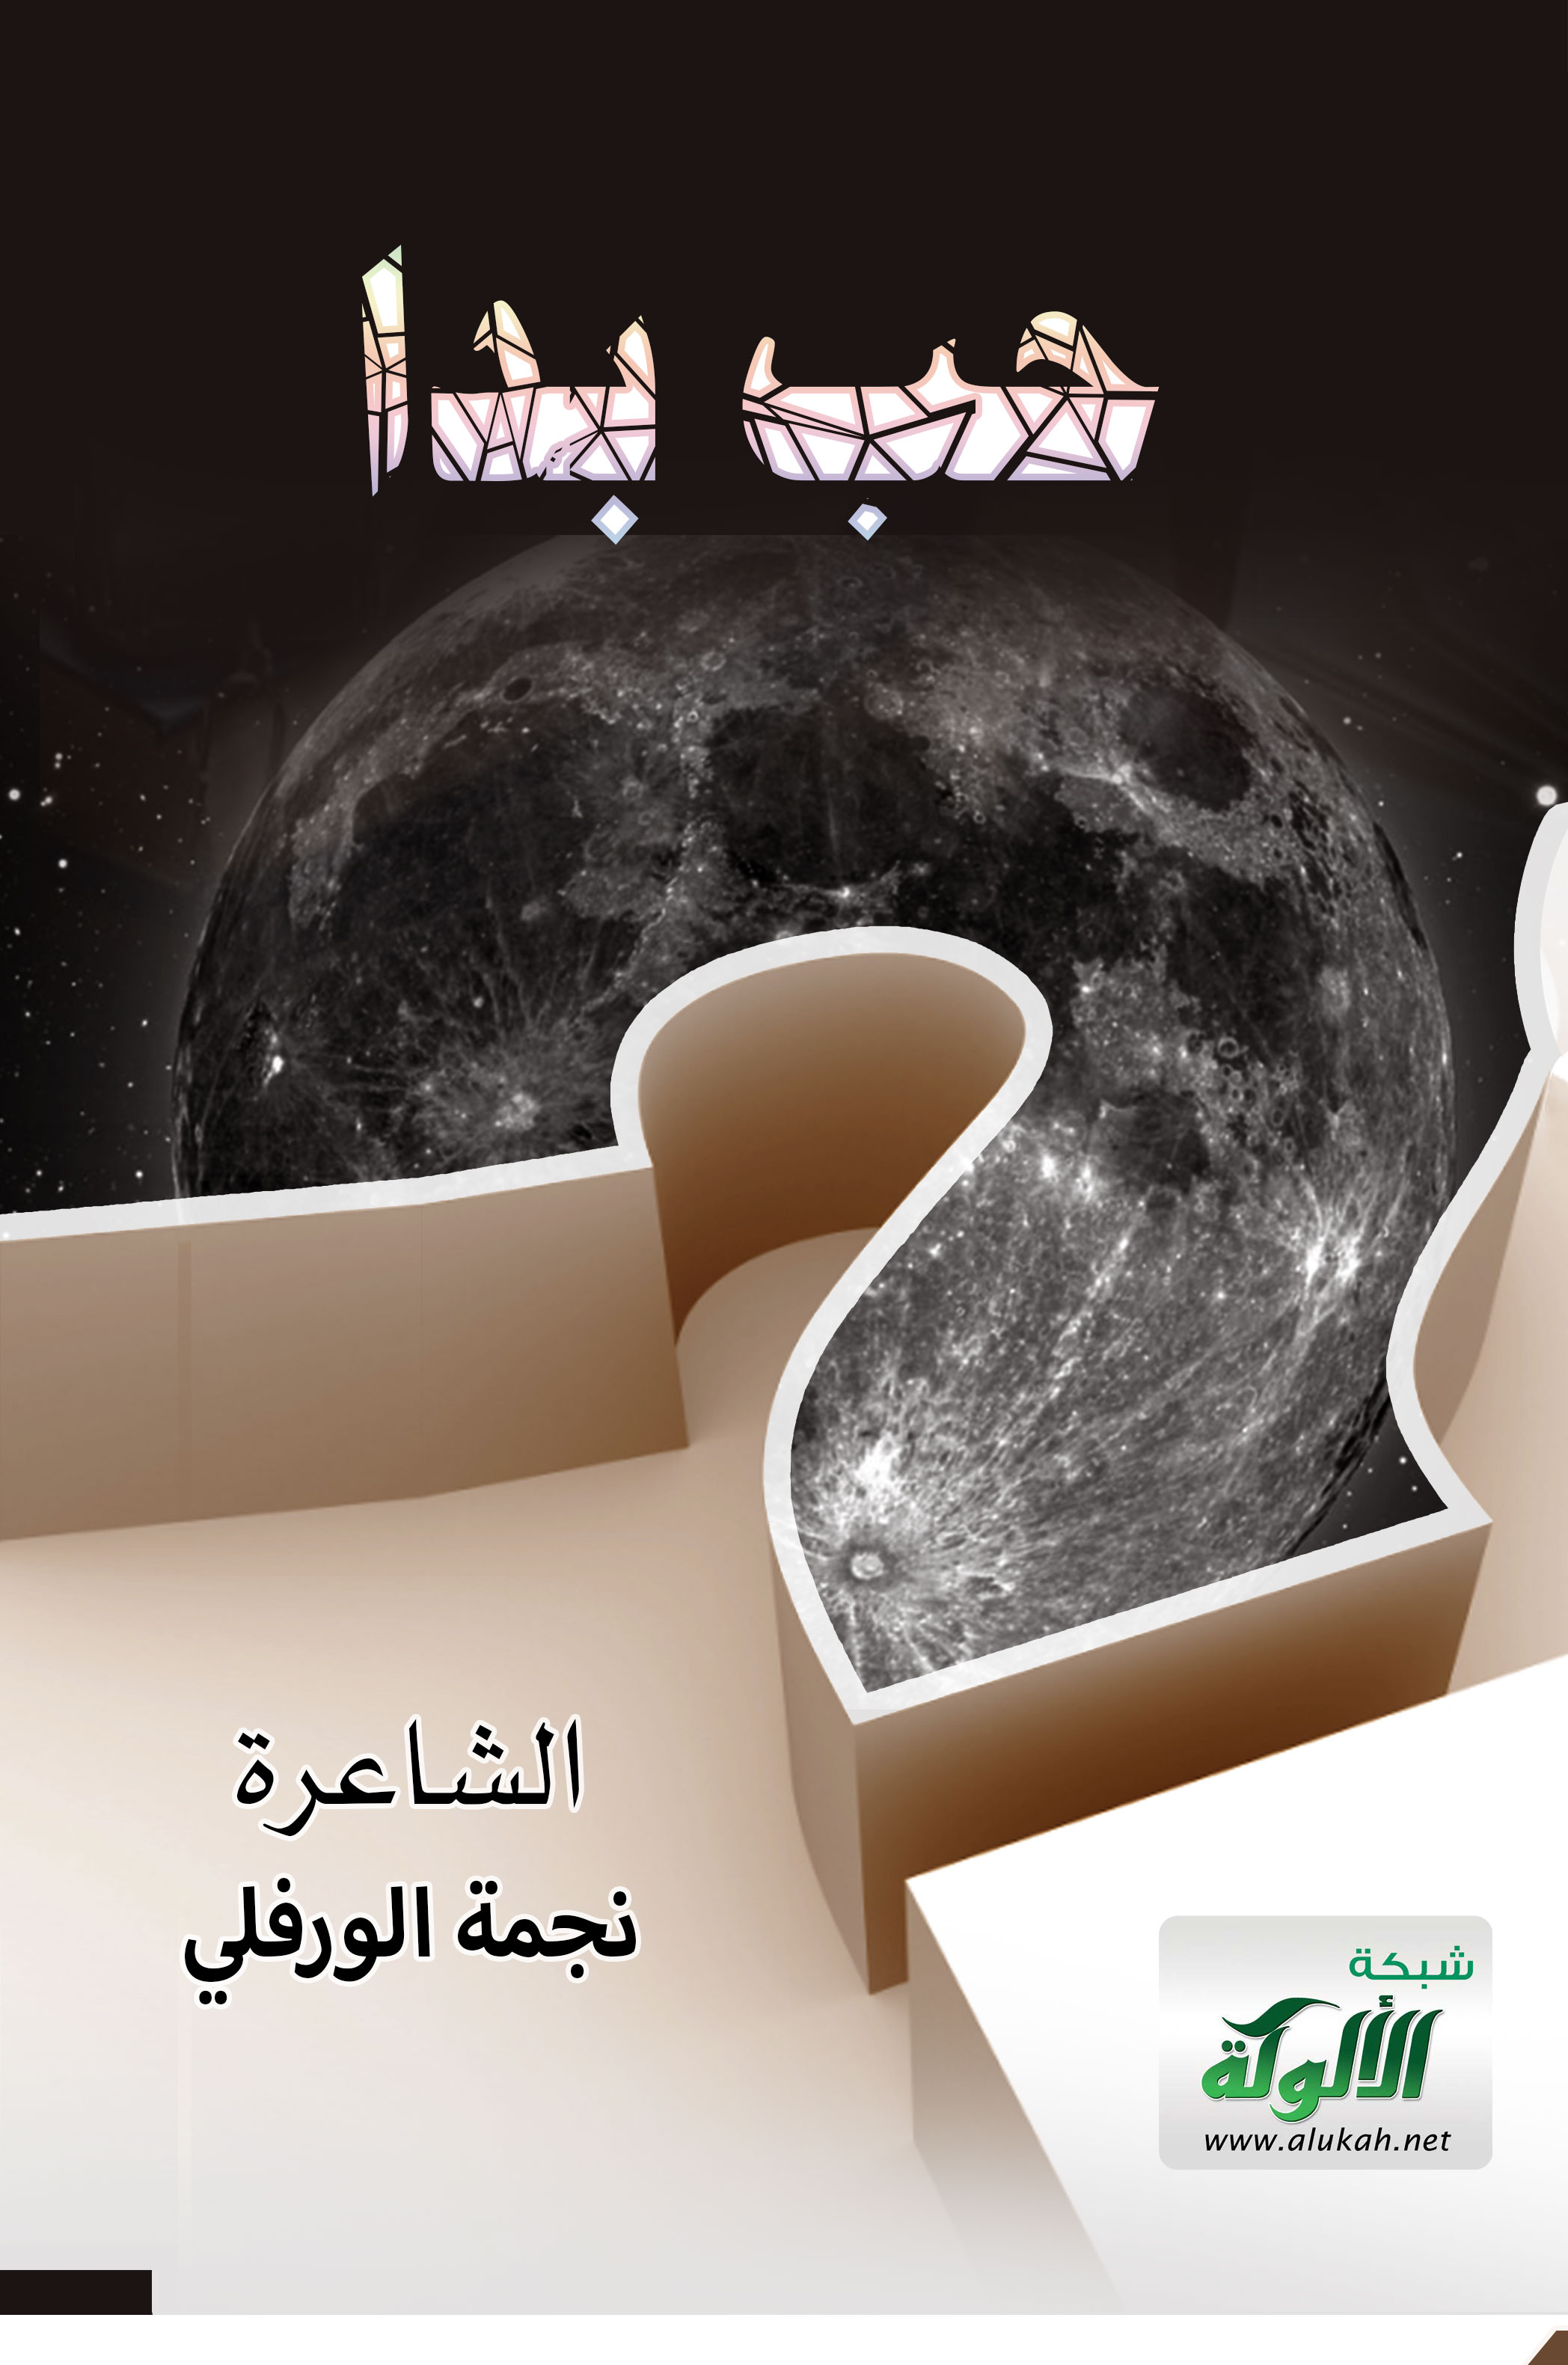 حب بدا
الشاعرة
نجمة الورفلي
شبكة
الألوكة
www.alukah.net